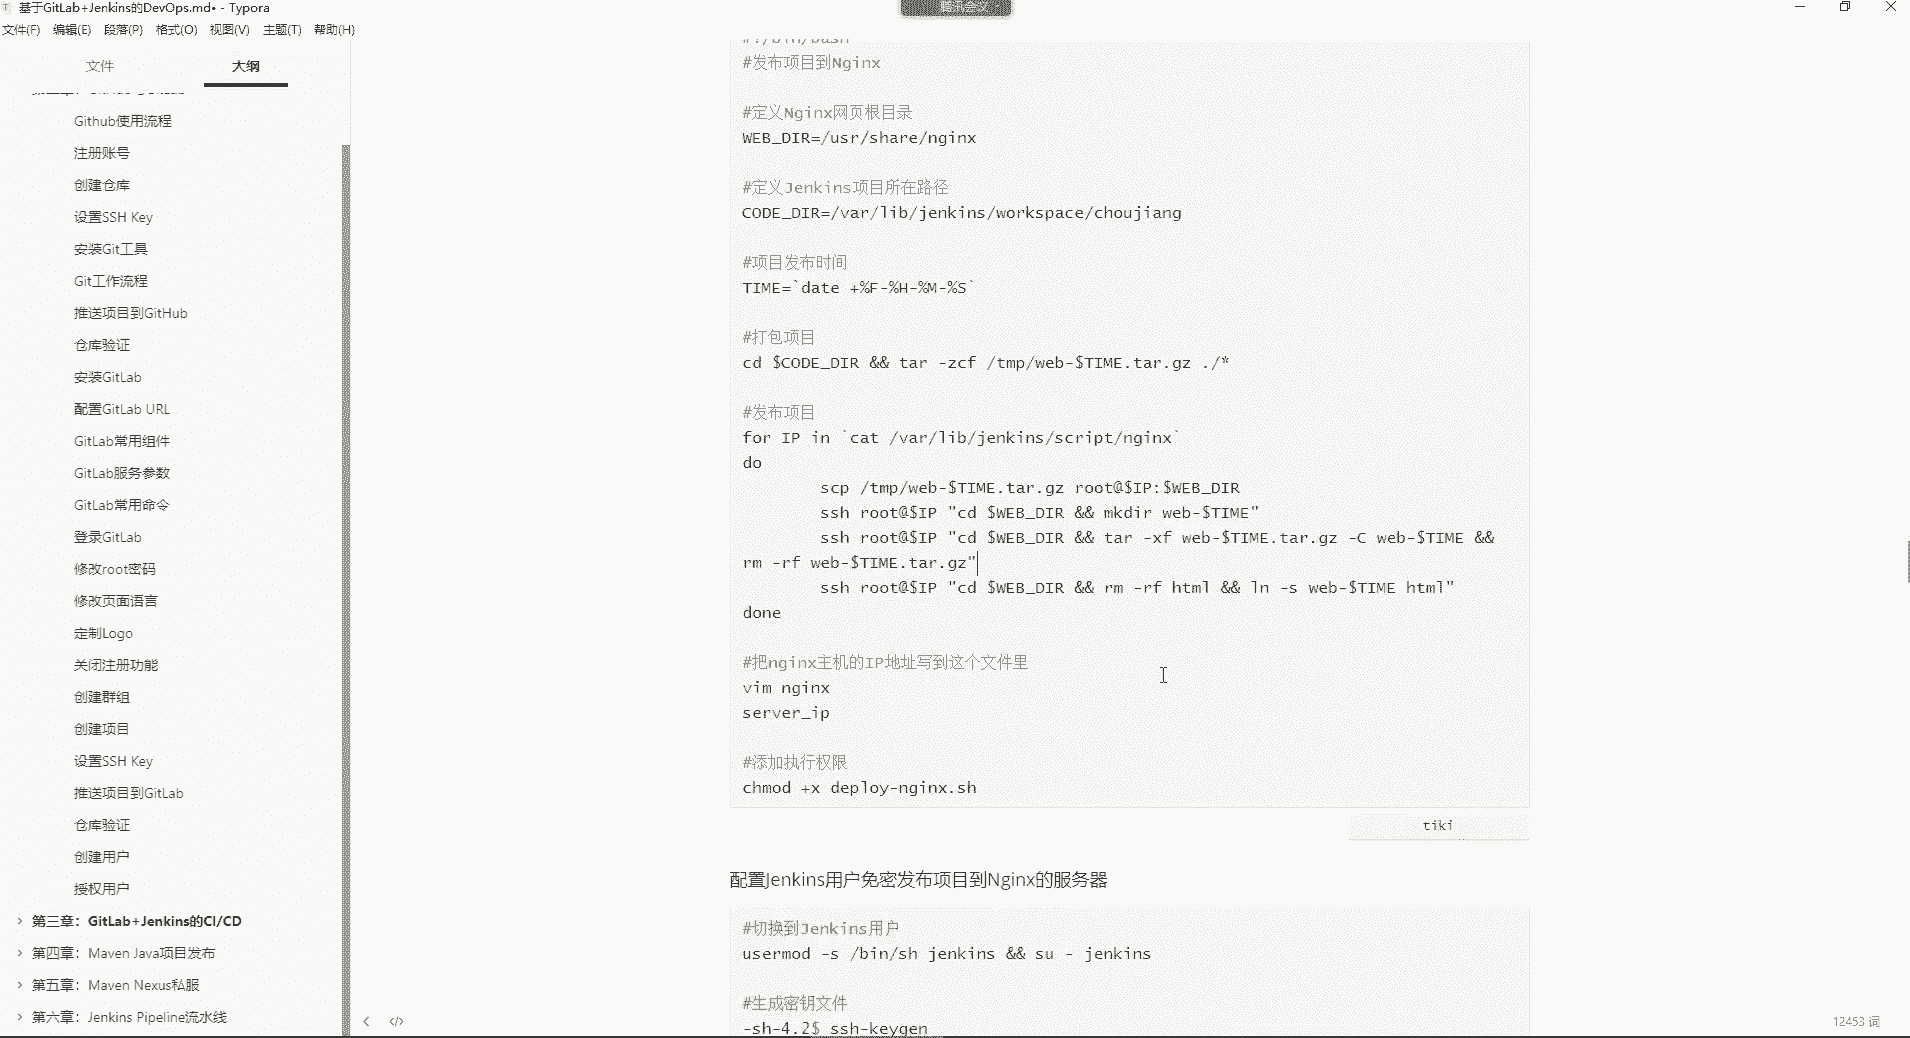 基于GitLab+Jenkins的DevOps.md• - Typora
腾讯会议
文件(F) 编辑(E) 段落(P) 格式(O) 视图(V) 主题(T) 帮助(H)
文件 大纲
Github使用流程
注册账号
创建仓库
设置SSH Key
安装Git工具
Git工作流程
推送项目到GitHub
仓库验证
安装GitLab
配置GitLab URL
GitLab常用组件
GitLab服务参数
GitLab常用命令
登录GitLab
修改root密码
修改页面语言
定制Logo
关闭注册功能
创建群组
创建项目
设置SSH Key
推送项目到GitLab
仓库验证
创建用户
授权用户
第三章：GitLab+Jenkins的CI/CD
第四章：Maven Java项目发布
第五章：Maven Nexus私服
第六章：Jenkins Pipeline流水线
#!/bin/bash
#发布项目到Nginx
#定义Nginx网页根目录
WEB_DIR=/usr/share/nginx
#定义Jenkins项目所在路径
CODE_DIR=/var/lib/jenkins/workspace/choujiang
#项目发布时间
TIME=`date +%F-%H-%M-%S`
#打包项目
cd $CODE_DIR && tar -zcf /tmp/web-$TIME.tar.gz ./*
#发布项目
for IP in `cat /var/lib/jenkins/script/nginx`
do
scp /tmp/web-$TIME.tar.gz root@$IP:$WEB_DIR
ssh root@$IP "cd $WEB_DIR && mkdir web-$TIME"
ssh root@$IP "cd $WEB_DIR && tar -xf web-$TIME.tar.gz -C web-$TIME &&
rm -rf web-$TIME.tar.gz"
ssh root@$IP "cd $WEB_DIR && rm -rf html && ln -s web-$TIME html"
done
#把nginx主机的IP地址写到这个文件里
vim nginx
server_ip
#添加执行权限
chmod +x deploy-nginx.sh
tiki
配置Jenkins用户免密发布项目到Nginx的服务器
#切换到Jenkins用户
usermod -s /bin/sh jenkins && su - jenkins
#生成密钥文件
-sh-4.2$ ssh-keygen
12453 词